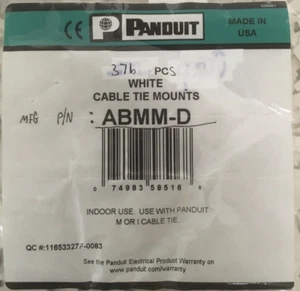 CE P PANDUIT
MADE IN
USA
376 PCS
WHITE
CABLE TIE MOUNTS
MFG P/N : ABMM-D
0 74983 58516
INDOOR USE. USE WITH PANDUIT
M OR I CABLE TIE.
See the Panduit Electrical Product Warranty on
www.panduit.com/warranty